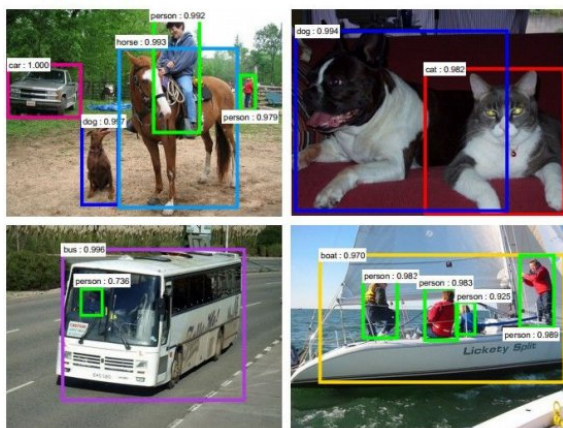 person : 0.992
horse : 0.993
car : 1.000
dog : 0.997
person : 0.979
dog : 0.994
cat : 0.982
bus : 0.996
person : 0.736
boat : 0.970
person : 0.982
person : 0.983
person : 0.925
person : 0.989
Lickety Split